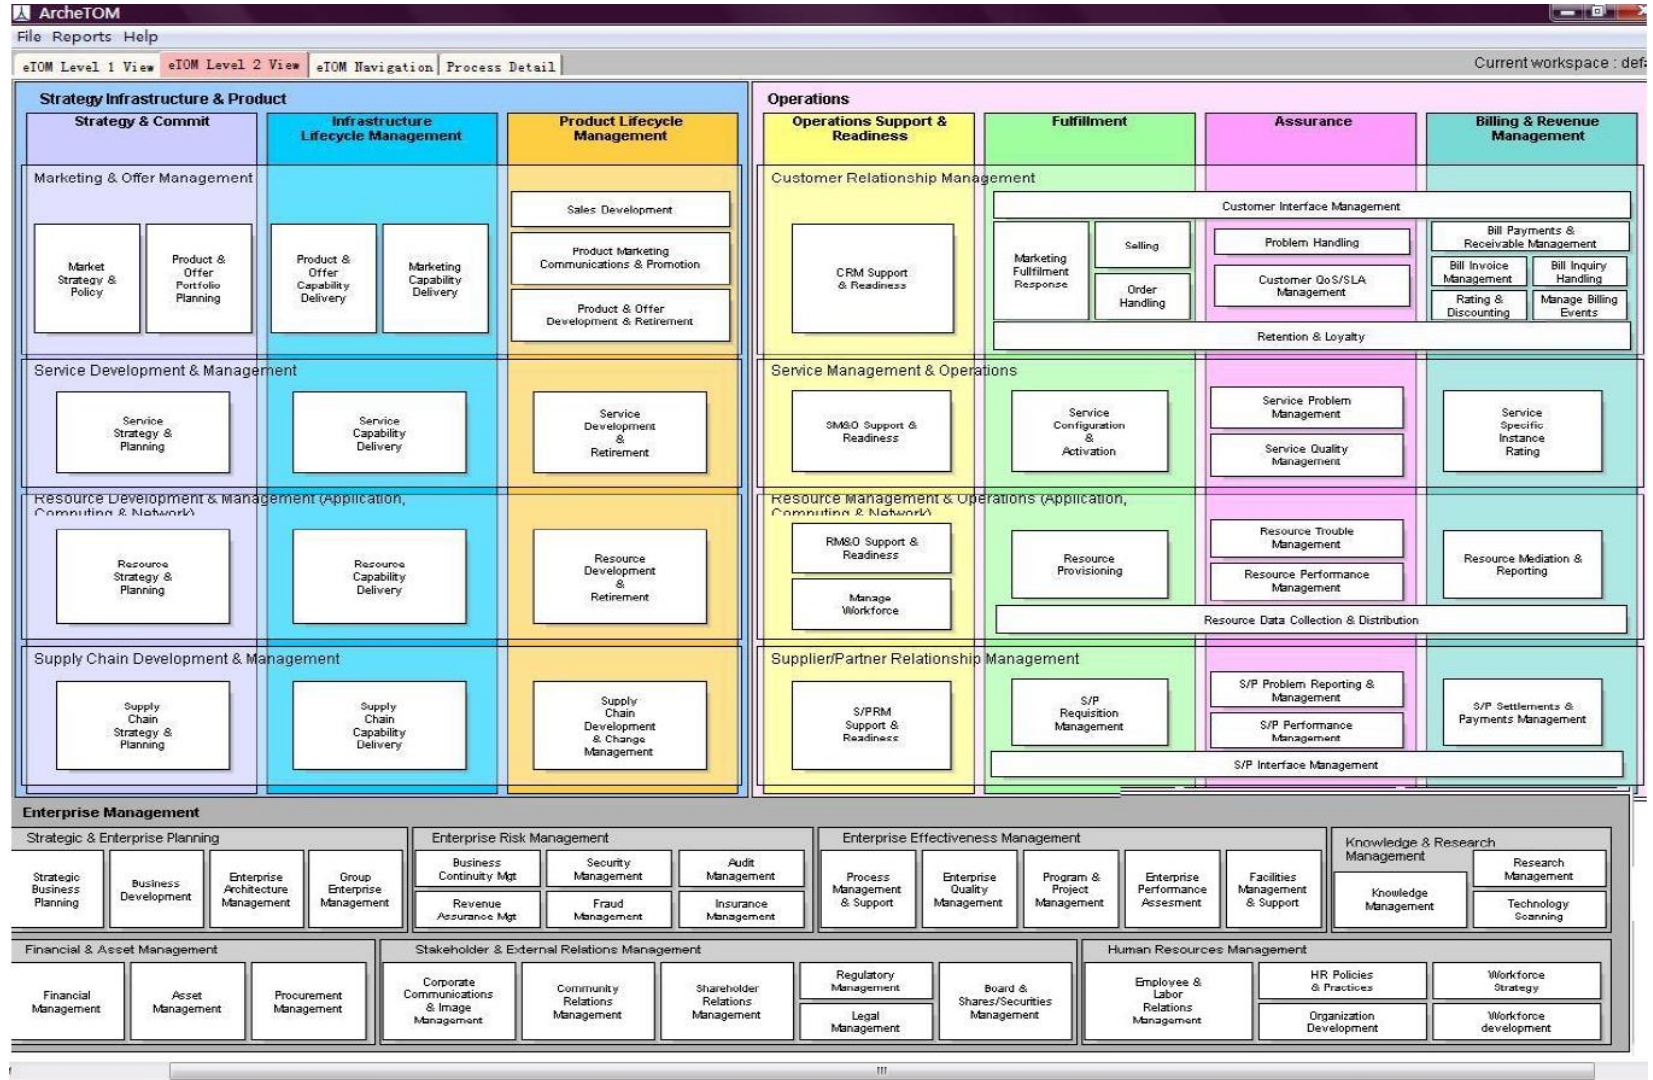 ArcheTOM
File Reports Help
eTOM Level 1 View
eTOM Level 2 View
eTOM Navigation
Process Detail
Current workspace : def
Strategy Infrastructure & Product
Strategy & Commit
Infrastructure
Lifecycle Management
Product Lifecycle
Management
Marketing & Offer Management
Market
Strategy &
Policy
Product &
Offer
Portfolio
Planning
Product &
Offer
Capability
Delivery
Marketing
Capability
Delivery
Sales Development
Product Marketing
Communications & Promotion
Product & Offer
Development & Retirement
Service Development & Management
Service
Strategy &
Planning
Service
Capability
Delivery
Service
Development
&
Retirement
Resource Development & Management (Application,
Computing & Network)
Resource
Strategy &
Planning
Resource
Capability
Delivery
Resource
Development
&
Retirement
Supply Chain Development & Management
Supply
Chain
Strategy &
Planning
Supply
Chain
Capability
Delivery
Supply
Chain
Development
& Change
Management
Operations
Operations Support &
Readiness
Fulfillment
Assurance
Billing & Revenue
Management
Customer Relationship Management
Customer Interface Management
CRM Support
& Readiness
Marketing
Fullfilment
Response
Selling
Order
Handling
Problem Handling
Customer QoS/SLA
Management
Bill Payments &
Receivable Management
Bill Invoice
Management
Bill Inquiry
Handling
Rating &
Discounting
Manage Billing
Events
Retention & Loyalty
Service Management & Operations
SM&O Support &
Readiness
Service
Configuration
&
Activation
Service Problem
Management
Service Quality
Management
Service
Specific
Instance
Rating
Resource Management & Operations (Application,
Computing & Network)
RM&O Support &
Readiness
Manage
Workforce
Resource
Provisioning
Resource Trouble
Management
Resource Performance
Management
Resource Mediation &
Reporting
Resource Data Collection & Distribution
Supplier/Partner Relationship Management
S/PRM
Support &
Readiness
S/P
Requisition
Management
S/P Problem Reporting &
Management
S/P Performance
Management
S/P Settlements &
Payments Management
S/P Interface Management
Enterprise Management
Strategic & Enterprise Planning
Strategic
Business
Planning
Business
Development
Enterprise
Architecture
Management
Group
Enterprise
Management
Enterprise Risk Management
Business
Continuity Mgt
Security
Management
Audit
Management
Revenue
Assurance Mgt
Fraud
Management
Insurance
Management
Enterprise Effectiveness Management
Process
Management
& Support
Enterprise
Quality
Management
Program &
Project
Management
Enterprise
Performance
Assesment
Facilities
Management
& Support
Knowledge & Research
Management
Knowledge
Management
Research
Management
Technology
Scanning
Financial & Asset Management
Financial
Management
Asset
Management
Procurement
Management
Stakeholder & External Relations Management
Corporate
Communications
& Image
Management
Community
Relations
Management
Shareholder
Relations
Management
Regulatory
Management
Legal
Management
Board &
Shares/Securities
Management
Human Resources Management
Employee &
Labor
Relations
Management
HR Policies
& Practices
Organization
Development
Workforce
Strategy
Workforce
development